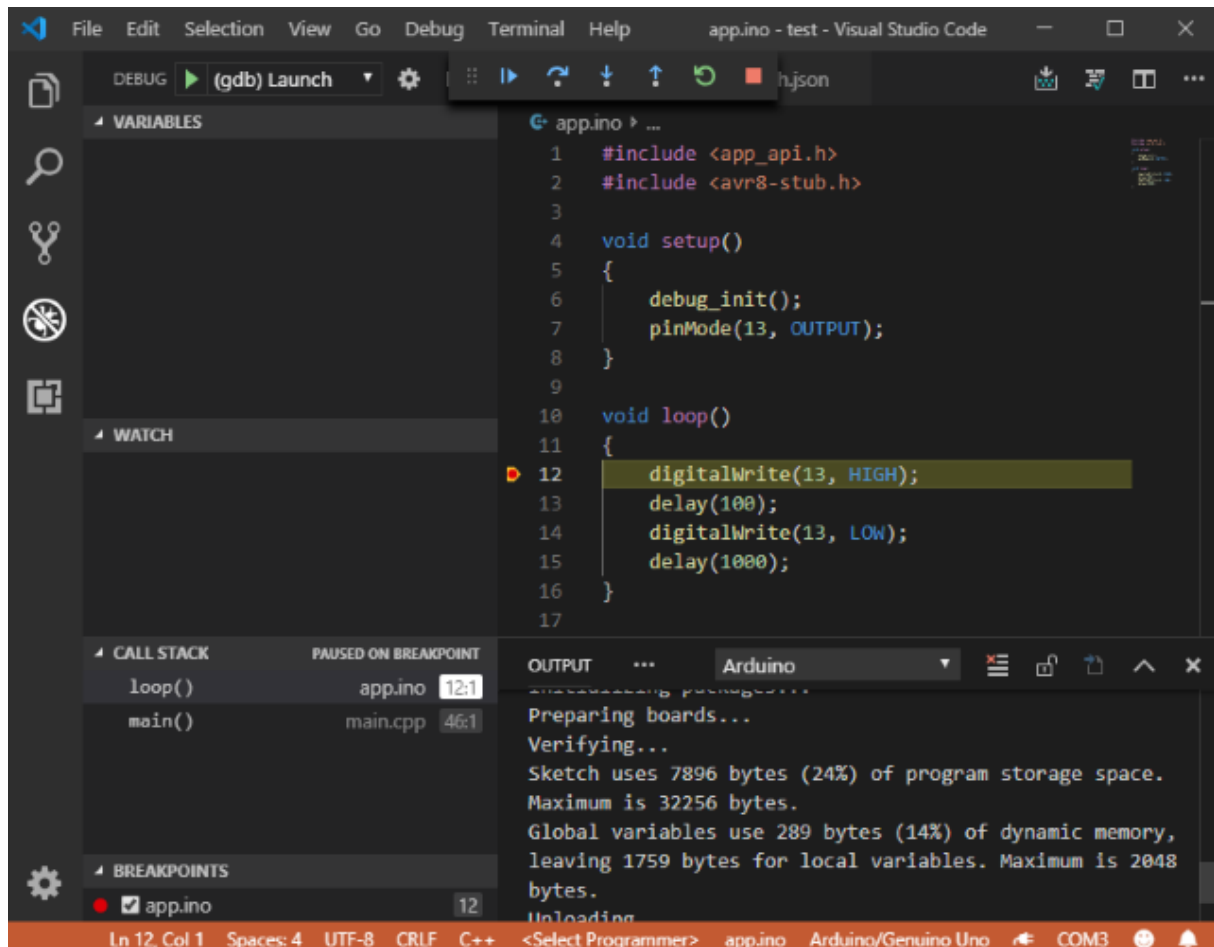 File Edit Selection View Go Debug Terminal Help app.ino - test - Visual Studio Code
DEBUG (gdb) Launch
h.json
VARIABLES
WATCH
CALL STACK PAUSED ON BREAKPOINT
loop() app.ino 12:1
main() main.cpp 46:1
BREAKPOINTS
app.ino 12
app.ino ...
1 #include <app_api.h>
2 #include <avr8-stub.h>
3
4 void setup()
5 {
6 debug_init();
7 pinMode(13, OUTPUT);
8 }
9
10 void loop()
11 {
12 digitalWrite(13, HIGH);
13 delay(100);
14 digitalWrite(13, LOW);
15 delay(1000);
16 }
17
OUTPUT ... Arduino
Initializing packages...
Preparing boards...
Verifying...
Sketch uses 7896 bytes (24%) of program storage space.
Maximum is 32256 bytes.
Global variables use 289 bytes (14%) of dynamic memory,
leaving 1759 bytes for local variables. Maximum is 2048
bytes.
Ln 12, Col 1 Spaces: 4 UTF-8 CRLF C++ <Select Programmer> app.ino Arduino/Genuino Uno COM3